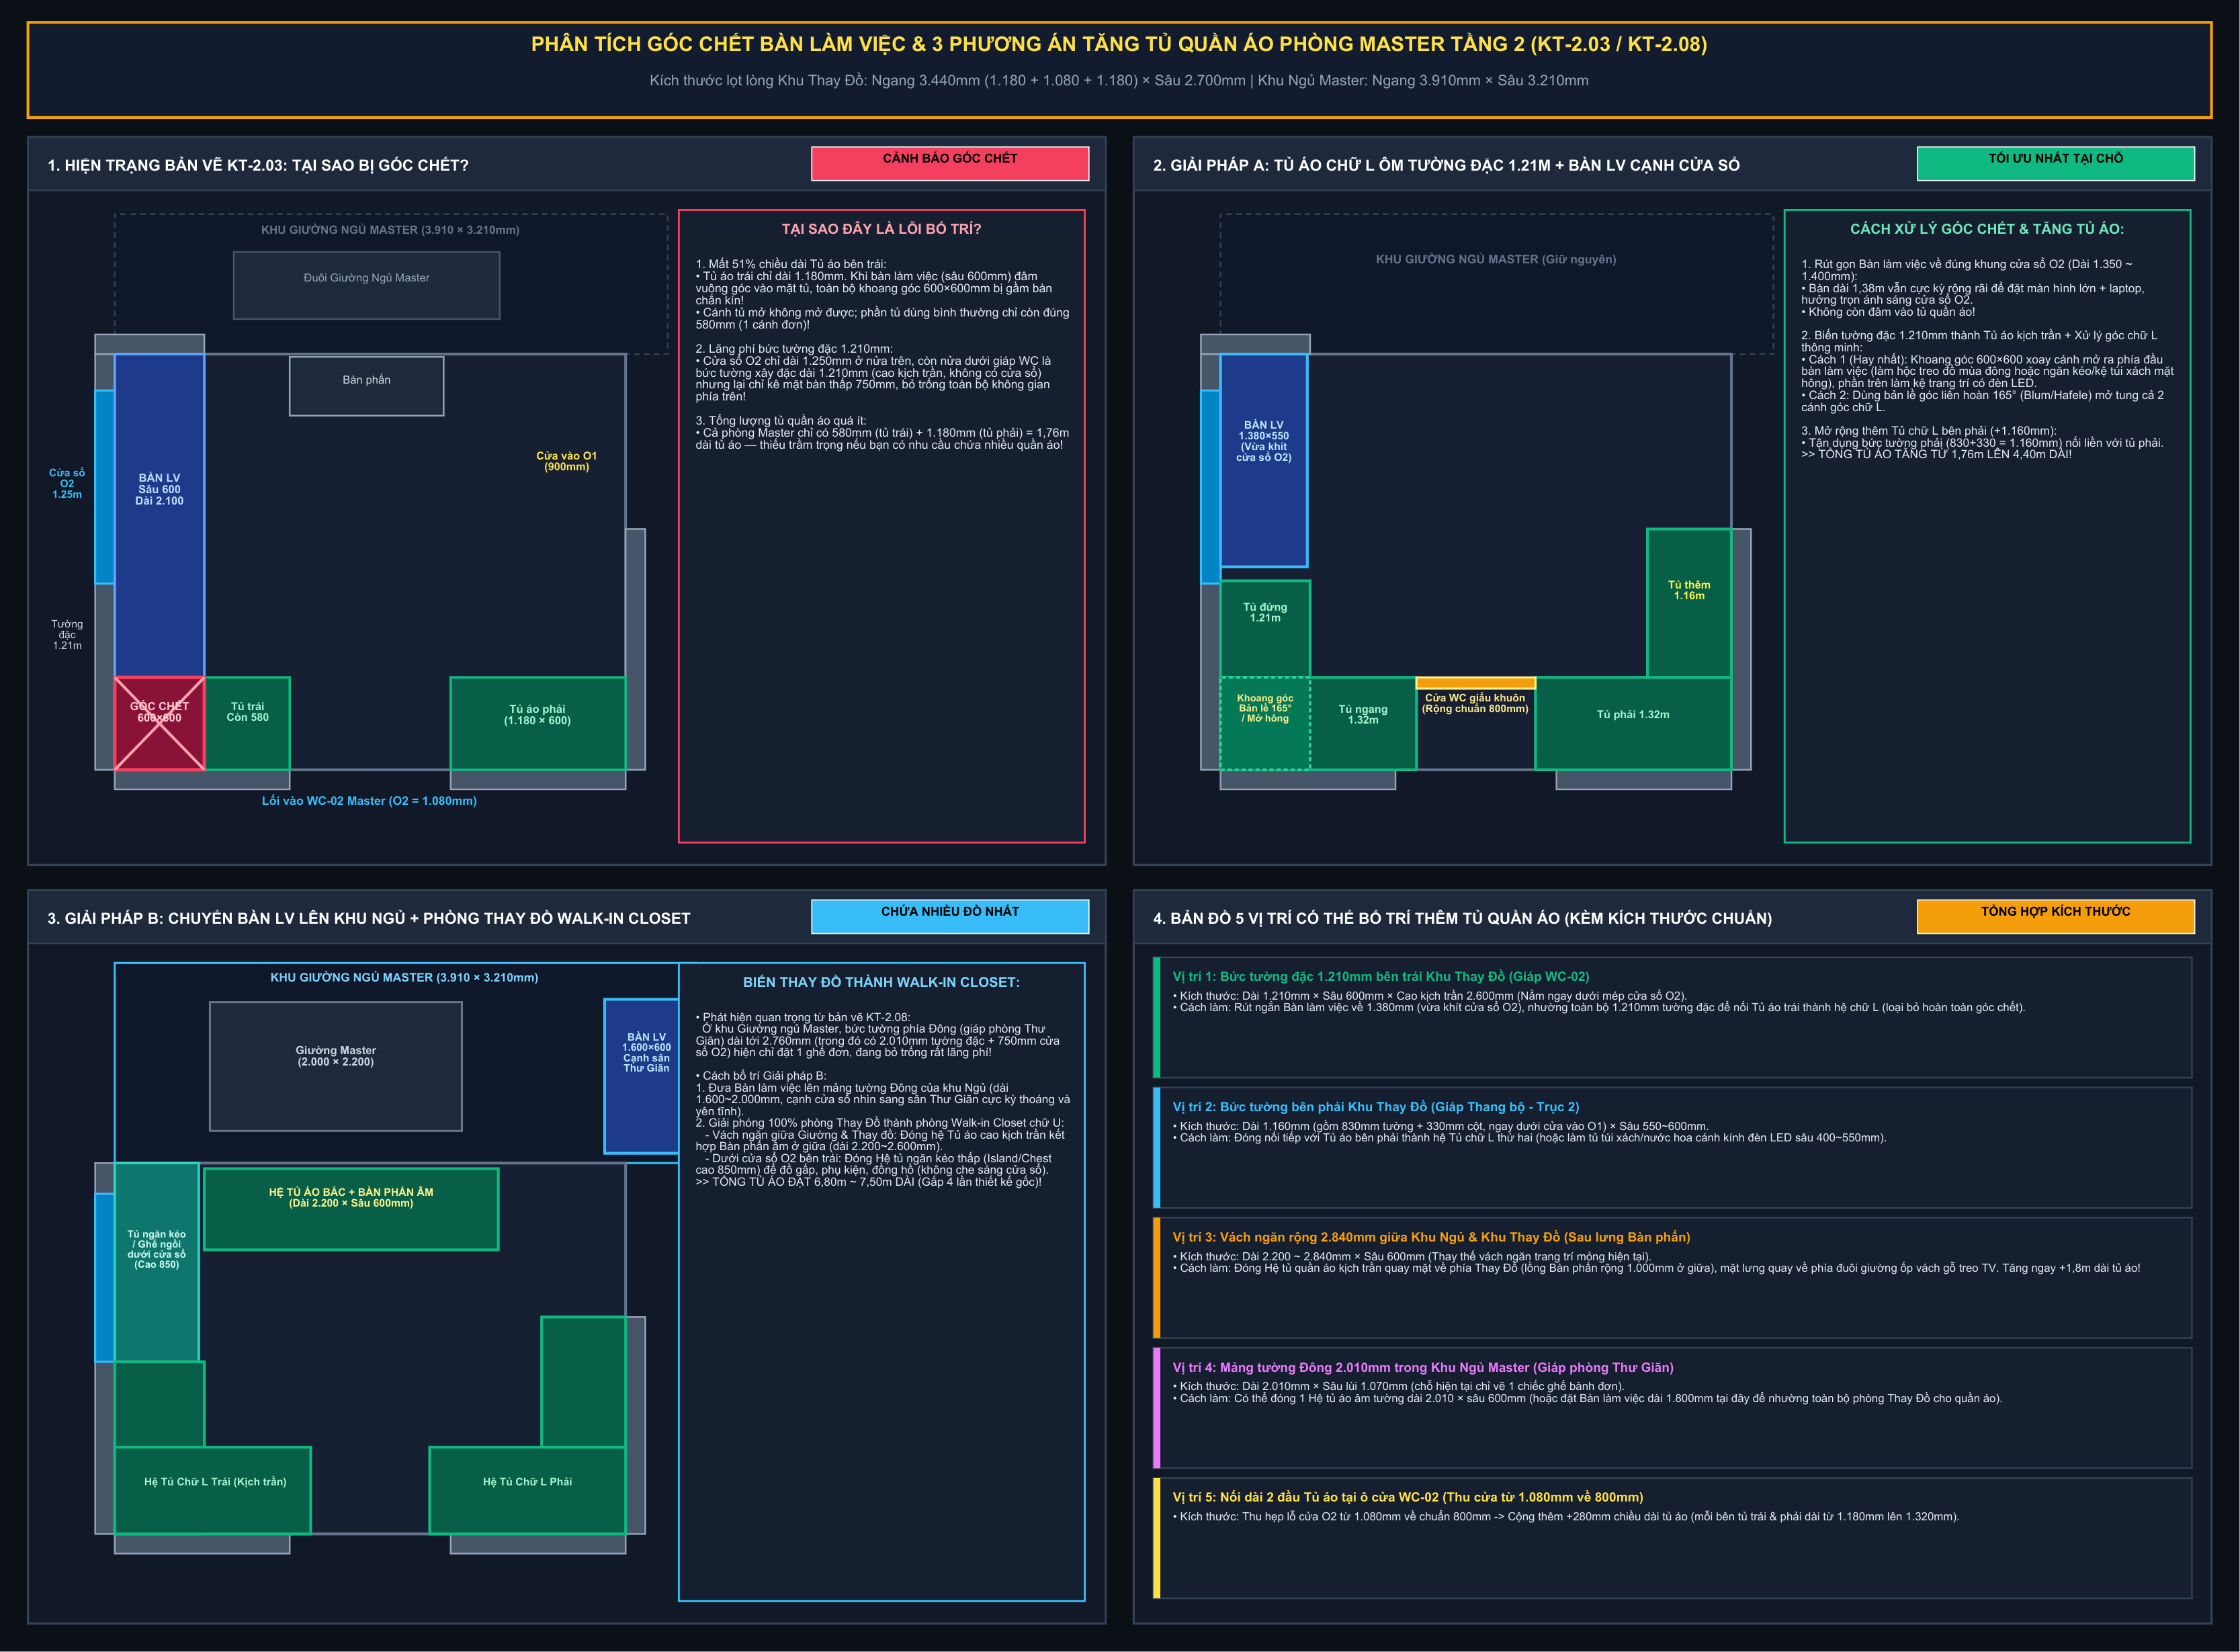 PHÂN TÍCH GÓC CHẾT BÀN LÀM VIỆC & 3 PHƯƠNG ÁN TĂNG TỦ QUẦN ÁO PHÒNG MASTER TẦNG 2 (KT-2.03 / KT-2.08)
Kích thước lọt lòng Khu Thay Đồ: Ngang 3.440mm (1.180 + 1.080 + 1.180) × Sâu 2.700mm | Khu Ngủ Master: Ngang 3.910mm × Sâu 3.210mm
1. HIỆN TRẠNG BẢN VẼ KT-2.03: TẠI SAO BỊ GÓC CHẾT?
CẢNH BÁO GÓC CHẾT
KHU GIƯỜNG NGỦ MASTER (3.910 × 3.210mm)
Đuôi Giường Ngủ Master
Bàn phấn
Cửa vào O1
(900mm)
Cửa sổ
O2
1.25m
BÀN LV
Sâu 600
Dài 2.100
Tường
đặc
1.21m
GÓC CHẾT
600×600
Tủ trái
Còn 580
Tủ áo phải
(1.180 × 600)
Lối vào WC-02 Master (O2 = 1.080mm)
TẠI SAO ĐÂY LÀ LỖI BỐ TRÍ?
1. Mất 51% chiều dài Tủ áo bên trái:
• Tủ áo trái chỉ dài 1.180mm. Khi bàn làm việc (sâu 600mm) đâm
vuông góc vào mặt tủ, toàn bộ khoang góc 600×600mm bị gầm bàn
chắn kín!
• Cánh tủ mở không mở được; phần tủ dùng bình thường chỉ còn đúng
580mm (1 cánh đơn)!
2. Lãng phí bức tường đặc 1.210mm:
• Cửa sổ O2 chỉ dài 1.250mm ở nửa trên, còn nửa dưới giáp WC là
bức tường xây đặc dài 1.210mm (cao kịch trần, không có cửa sổ)
nhưng lại chỉ kê mặt bàn thấp 750mm, bỏ trống toàn bộ không gian
phía trên!
3. Tổng lượng tủ quần áo quá ít:
• Cả phòng Master chỉ có 580mm (tủ trái) + 1.180mm (tủ phải) = 1,76m
dài tủ áo — thiếu trầm trọng nếu bạn có nhu cầu chứa nhiều quần áo!
2. GIẢI PHÁP A: TỦ ÁO CHỮ L ÔM TƯỜNG ĐẶC 1.21M + BÀN LV CẠNH CỬA SỔ
TỐI ƯU NHẤT TẠI CHỖ
KHU GIƯỜNG NGỦ MASTER (Giữ nguyên)
BÀN LV
1.380×550
(Vừa khít
cửa sổ O2)
Tủ đứng
1.21m
Tủ thêm
1.16m
Khoang góc
Bản lề 165°
/ Mở hông
Tủ ngang
1.32m
Cửa WC giấu khuôn
(Rộng chuẩn 800mm)
Tủ phải 1.32m
CÁCH XỬ LÝ GÓC CHẾT & TĂNG TỦ ÁO:
1. Rút gọn Bàn làm việc về đúng khung cửa sổ O2 (Dài 1.350 ~
1.400mm):
• Bàn dài 1,38m vẫn cực kỳ rộng rãi để đặt màn hình lớn + laptop,
hưởng trọn ánh sáng cửa sổ O2.
• Không còn đâm vào tủ quần áo!
2. Biến tường đặc 1.210mm thành Tủ áo kịch trần + Xử lý góc chữ L
thông minh:
• Cách 1 (Hay nhất): Khoang góc 600×600 xoay cánh mở ra phía đầu
bàn làm việc (làm hộc treo đồ mùa đông hoặc ngăn kéo/kệ túi xách mặt
hông), phần trên làm kệ trang trí có đèn LED.
• Cách 2: Dùng bản lề góc liên hoàn 165° (Blum/Hafele) mở tung cả 2
cánh góc chữ L.
3. Mở rộng thêm Tủ chữ L bên phải (+1.160mm):
• Tận dụng bức tường phải (830+330 = 1.160mm) nối liền với tủ phải.
>> TỔNG TỦ ÁO TĂNG TỪ 1,76m LÊN 4,40m DÀI!
3. GIẢI PHÁP B: CHUYỂN BÀN LV LÊN KHU NGỦ + PHÒNG THAY ĐỒ WALK-IN CLOSET
CHỨA NHIỀU ĐỒ NHẤT
KHU GIƯỜNG NGỦ MASTER (3.910 × 3.210mm)
Giường Master
(2.000 × 2.200)
BÀN LV
1.600×600
Cạnh sân
Thư Giãn
HỆ TỦ ÁO BẮC + BÀN PHẤN ÂM
(Dài 2.200 × Sâu 600mm)
Tủ ngăn kéo
/ Ghế ngồi
dưới cửa sổ
(Cao 850)
Hệ Tủ Chữ L Trái (Kịch trần)
Hệ Tủ Chữ L Phải
BIẾN THAY ĐỒ THÀNH WALK-IN CLOSET:
• Phát hiện quan trọng từ bản vẽ KT-2.08:
Ở khu Giường ngủ Master, bức tường phía Đông (giáp phòng Thư
Giãn) dài tới 2.760mm (trong đó có 2.010mm tường đặc + 750mm cửa
sổ O2) hiện chỉ đặt 1 ghế đơn, đang bỏ trống rất lãng phí!
• Cách bố trí Giải pháp B:
1. Đưa Bàn làm việc lên mảng tường Đông của khu Ngủ (dài
1.600~2.000mm, cạnh cửa sổ nhìn sang sân Thư Giãn cực kỳ thoáng và
yên tĩnh).
2. Giải phóng 100% phòng Thay Đồ thành phòng Walk-in Closet chữ U:
- Vách ngăn giữa Giường & Thay đồ: Đóng hệ Tủ áo cao kịch trần kết
hợp Bàn phấn âm ở giữa (dài 2.200~2.600mm).
- Dưới cửa sổ O2 bên trái: Đóng Hệ tủ ngăn kéo thấp (Island/Chest
cao 850mm) để đồ gấp, phụ kiện, đồng hồ (không che sáng cửa sổ).
>> TỔNG TỦ ÁO ĐẠT 6,80m ~ 7,50m DÀI (Gấp 4 lần thiết kế gốc)!
4. BẢN ĐỒ 5 VỊ TRÍ CÓ THỂ BỐ TRÍ THÊM TỦ QUẦN ÁO (KÈM KÍCH THƯỚC CHUẨN)
TỔNG HỢP KÍCH THƯỚC
Vị trí 1: Bức tường đặc 1.210mm bên trái Khu Thay Đồ (Giáp WC-02)
• Kích thước: Dài 1.210mm × Sâu 600mm × Cao kịch trần 2.600mm (Nằm ngay dưới mép cửa sổ O2).
• Cách làm: Rút ngắn Bàn làm việc về 1.380mm (vừa khít cửa sổ O2), nhường toàn bộ 1.210mm tường đặc để nối Tủ áo trái thành hệ chữ L (loại bỏ hoàn toàn góc chết).
Vị trí 2: Bức tường bên phải Khu Thay Đồ (Giáp Thang bộ - Trục 2)
• Kích thước: Dài 1.160mm (gồm 830mm tường + 330mm cột, ngay dưới cửa vào O1) × Sâu 550~600mm.
• Cách làm: Đóng nối tiếp với Tủ áo bên phải thành hệ Tủ chữ L thứ hai (hoặc làm tủ túi xách/nước hoa cánh kính đèn LED sâu 400~550mm).
Vị trí 3: Vách ngăn rộng 2.840mm giữa Khu Ngủ & Khu Thay Đồ (Sau lưng Bàn phấn)
• Kích thước: Dài 2.200 ~ 2.840mm × Sâu 600mm (Thay thế vách ngăn trang trí mỏng hiện tại).
• Cách làm: Đóng Hệ tủ quần áo kịch trần quay mặt về phía Thay Đồ (lồng Bàn phấn rộng 1.000mm ở giữa), mặt lưng quay về phía đuôi giường ốp vách gỗ treo TV. Tăng ngay +1,8m dài tủ áo!
Vị trí 4: Mảng tường Đông 2.010mm trong Khu Ngủ Master (Giáp phòng Thư Giãn)
• Kích thước: Dài 2.010mm × Sâu lùi 1.070mm (chỗ hiện tại chỉ vẽ 1 chiếc ghế bành đơn).
• Cách làm: Có thể đóng 1 Hệ tủ áo âm tường dài 2.010 × sâu 600mm (hoặc đặt Bàn làm việc dài 1.800mm tại đây để nhường toàn bộ phòng Thay Đồ cho quần áo).
Vị trí 5: Nối dài 2 đầu Tủ áo tại ô cửa WC-02 (Thu cửa từ 1.080mm về 800mm)
• Kích thước: Thu hẹp lỗ cửa O2 từ 1.080mm về chuẩn 800mm -> Cộng thêm +280mm chiều dài tủ áo (mỗi bên tủ trái & phải dài từ 1.180mm lên 1.320mm).